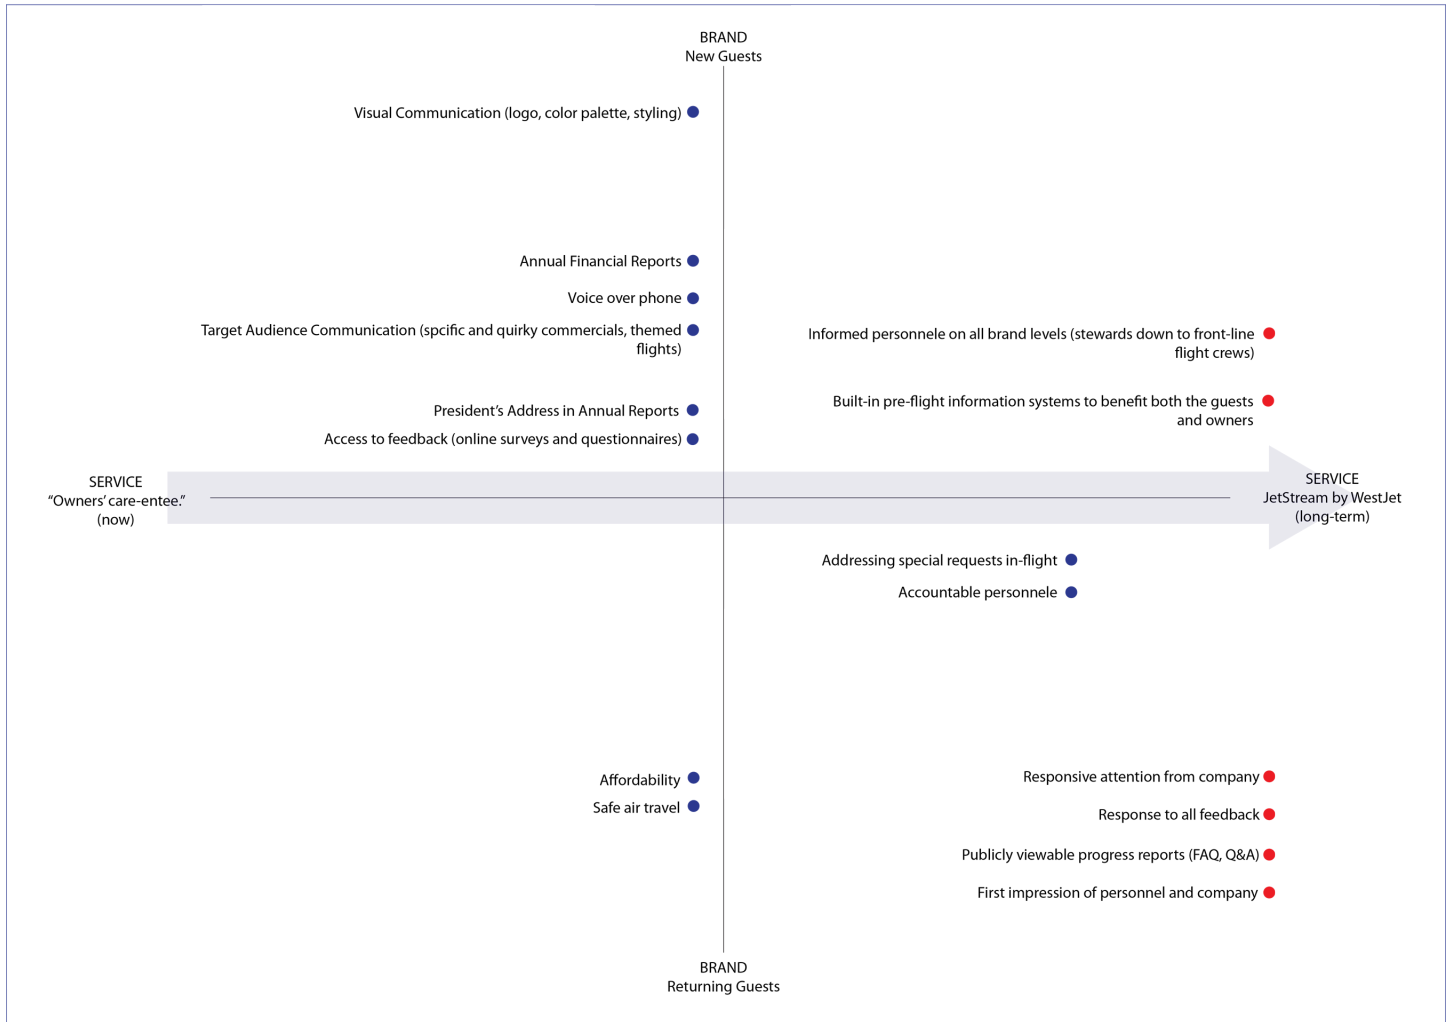 BRAND
New Guests
Visual Communication (logo, color palette, styling)
Annual Financial Reports
Voice over phone
Target Audience Communication (spcific and quirky commercials, themed
flights)
Informed personnele on all brand levels (stewards down to front-line
flight crews)
President’s Address in Annual Reports
Access to feedback (online surveys and questionnaires)
Built-in pre-flight information systems to benefit both the guests
and owners
SERVICE
“Owners’ care-entee.”
(now)
SERVICE
JetStream by WestJet
(long-term)
Addressing special requests in-flight
Accountable personnele
Affordability
Safe air travel
Responsive attention from company
Response to all feedback
Publicly viewable progress reports (FAQ, Q&A)
First impression of personnel and company
BRAND
Returning Guests